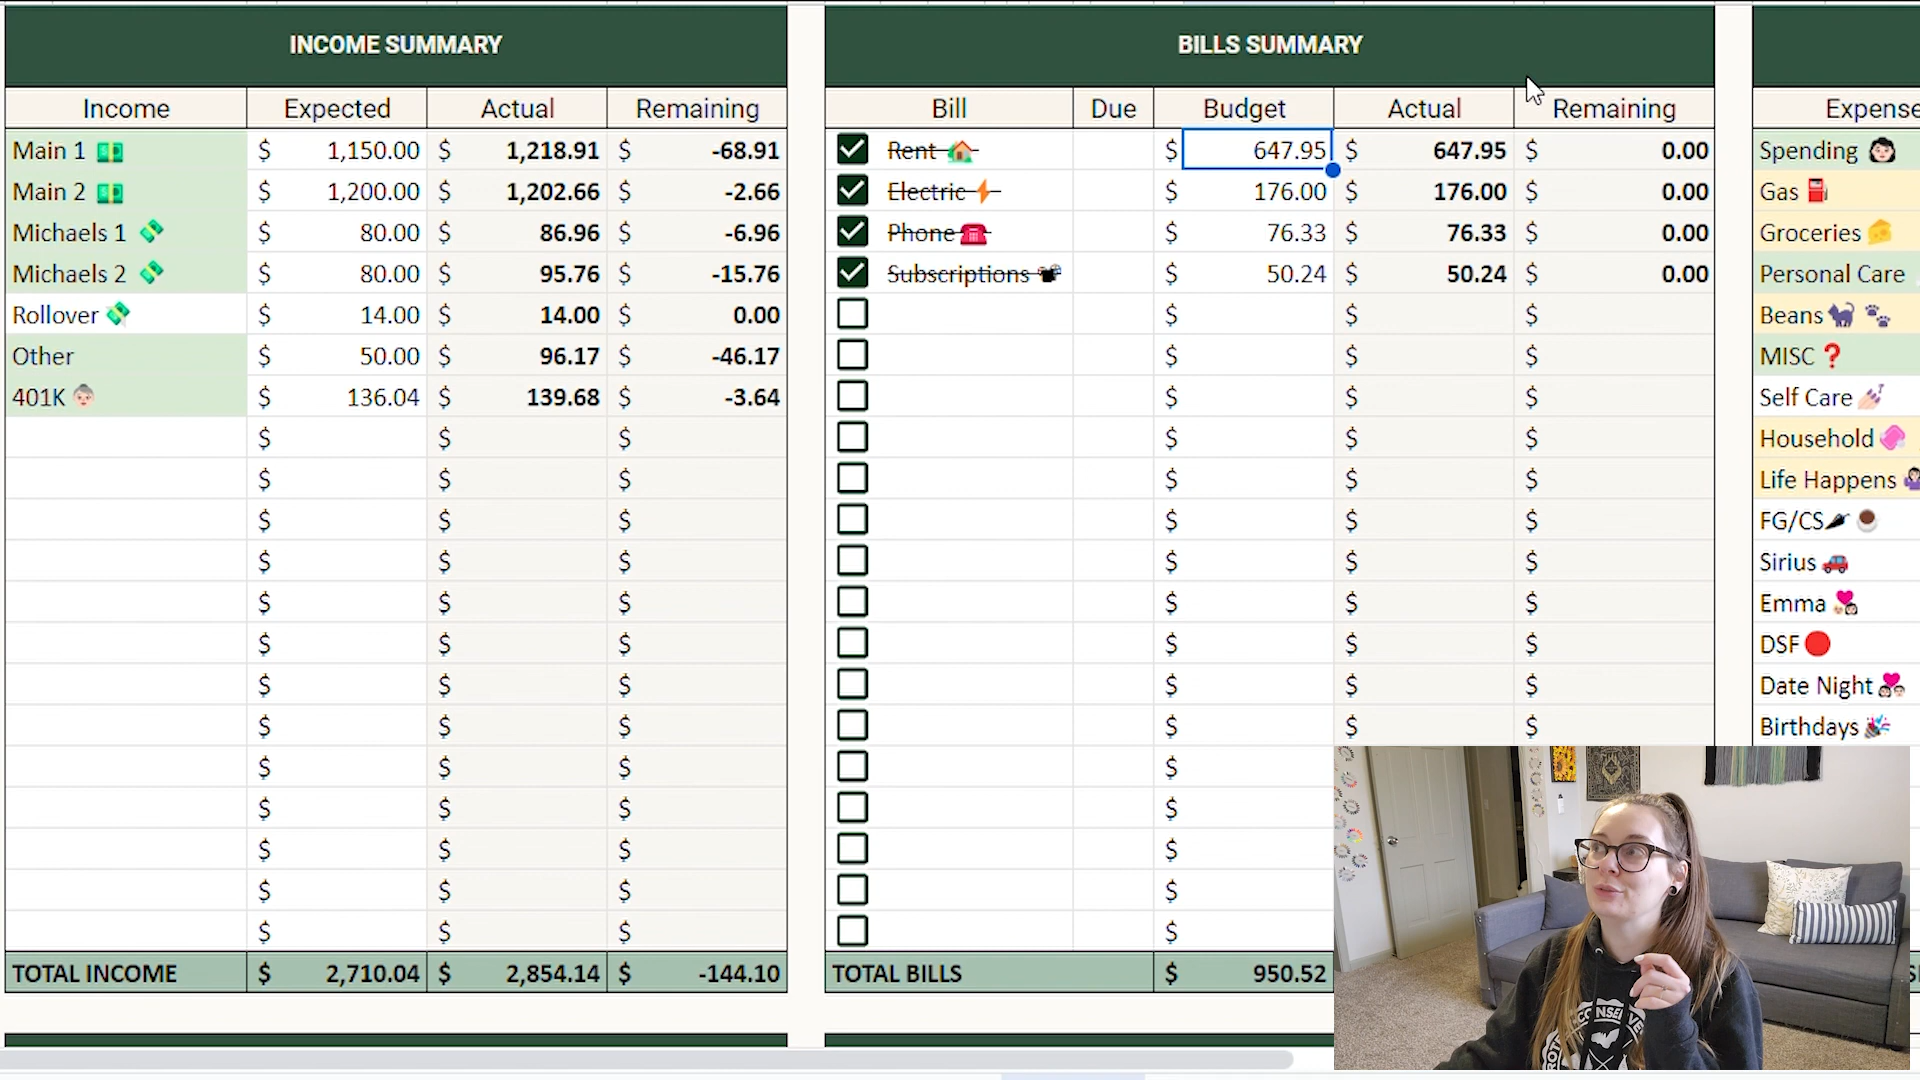 INCOME SUMMARY
Income Expected Actual Remaining
Main 1 $ 1,150.00 $ 1,218.91 $ -68.91
Main 2 $ 1,200.00 $ 1,202.66 $ -2.66
Michaels 1 $ 80.00 $ 86.96 $ -6.96
Michaels 2 $ 80.00 $ 95.76 $ -15.76
Rollover $ 14.00 $ 14.00 $ 0.00
Other $ 50.00 $ 96.17 $ -46.17
401K $ 136.04 $ 139.68 $ -3.64
$ $ $
$ $ $
$ $ $
$ $ $
$ $ $
$ $ $
$ $ $
$ $ $
$ $ $
$ $ $
$ $ $
$ $ $
$ $ $
TOTAL INCOME $ 2,710.04 $ 2,854.14 $ -144.10
BILLS SUMMARY
Bill Due Budget Actual Remaining
Rent $ 647.95 $ 647.95 $ 0.00
Electric $ 176.00 $ 176.00 $ 0.00
Phone $ 76.33 $ 76.33 $ 0.00
Subscriptions $ 50.24 $ 50.24 $ 0.00
$ $ $
$ $ $
$ $ $
$ $ $
$ $ $
$ $ $
$ $ $
$ $ $
$ $ $
$ $ $
$ $ $
$
$
$
$
$
TOTAL BILLS $ 950.52
Expense
Spending
Gas
Groceries
Personal Care
Beans
MISC ?
Self Care
Household
Life Happens
FG/CS
Sirius
Emma
DSF
Date Night
Birthdays